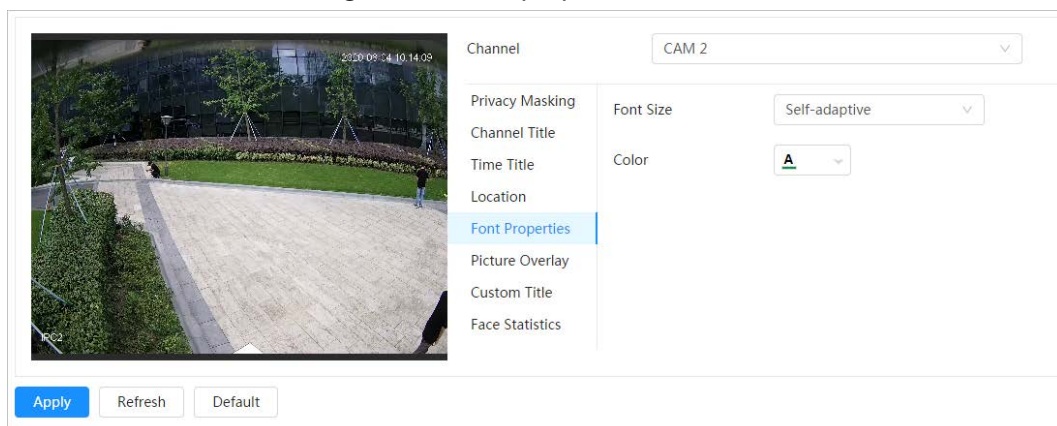 2020-09-04 10:14:09
IPC2
Channel
CAM 2
Privacy Masking
Channel Title
Time Title
Location
Font Properties
Picture Overlay
Custom Title
Face Statistics
Font Size
Self-adaptive
Color
A
Apply
Refresh
Default